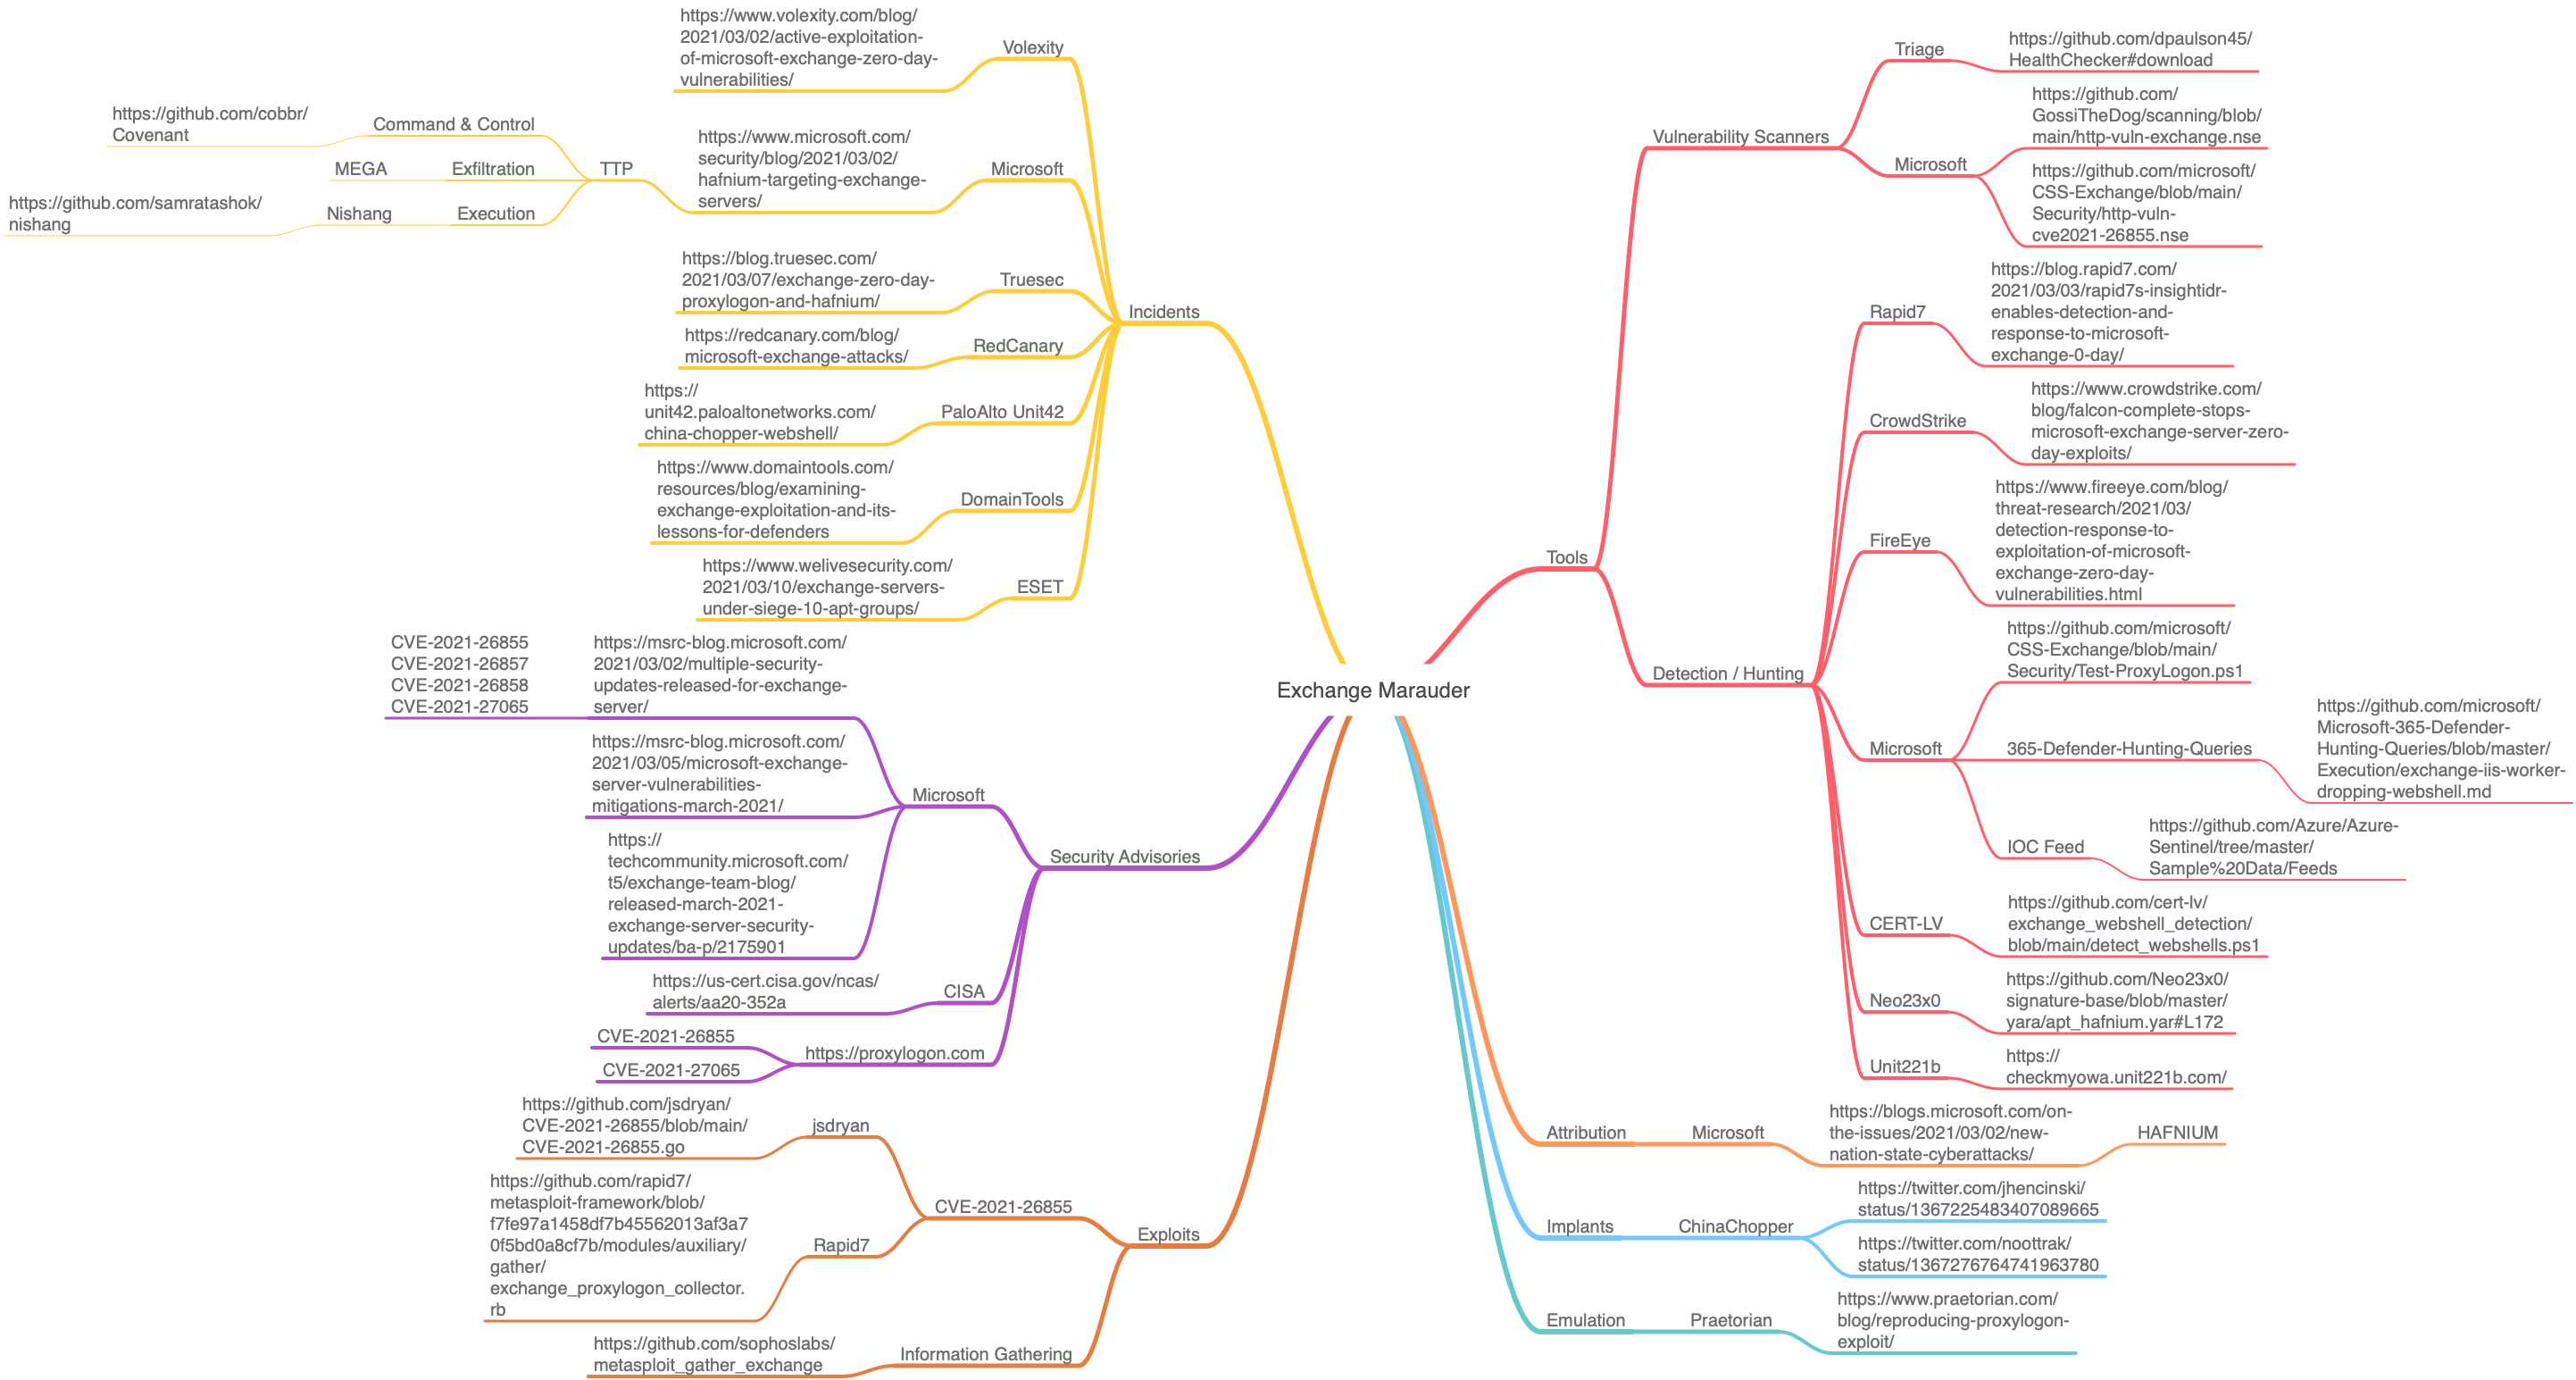 Exchange Marauder
Incidents
Volexity
https://www.volexity.com/blog/
2021/03/02/active-exploitation-
of-microsoft-exchange-zero-day-
vulnerabilities/
Microsoft
https://www.microsoft.com/
security/blog/2021/03/02/
hafnium-targeting-exchange-
servers/
TTP
Command & Control
https://github.com/cobbr/
Covenant
Exfiltration
MEGA
Execution
Nishang
https://github.com/samratashok/
nishang
Truesec
https://blog.truesec.com/
2021/03/07/exchange-zero-day-
proxylogon-and-hafnium/
RedCanary
https://redcanary.com/blog/
microsoft-exchange-attacks/
PaloAlto Unit42
https://
unit42.paloaltonetworks.com/
china-chopper-webshell/
DomainTools
https://www.domaintools.com/
resources/blog/examining-
exchange-exploitation-and-its-
lessons-for-defenders
ESET
https://www.welivesecurity.com/
2021/03/10/exchange-servers-
under-siege-10-apt-groups/
Security Advisories
Microsoft
https://msrc-blog.microsoft.com/
2021/03/02/multiple-security-
updates-released-for-exchange-
server/
CVE-2021-26855
CVE-2021-26857
CVE-2021-26858
CVE-2021-27065
https://msrc-blog.microsoft.com/
2021/03/05/microsoft-exchange-
server-vulnerabilities-
mitigations-march-2021/
https://
techcommunity.microsoft.com/
t5/exchange-team-blog/
released-march-2021-
exchange-server-security-
updates/ba-p/2175901
CISA
https://us-cert.cisa.gov/ncas/
alerts/aa20-352a
https://proxylogon.com
CVE-2021-26855
CVE-2021-27065
Exploits
CVE-2021-26855
jsdryan
https://github.com/jsdryan/
CVE-2021-26855/blob/main/
CVE-2021-26855.go
Rapid7
https://github.com/rapid7/
metasploit-framework/blob/
f7fe97a1458df7b45562013af3a7
0f5bd0a8cf7b/modules/auxiliary/
gather/
exchange_proxylogon_collector.
rb
Information Gathering
https://github.com/sophoslabs/
metasploit_gather_exchange
Tools
Vulnerability Scanners
Triage
https://github.com/dpaulson45/
HealthChecker#download
Microsoft
https://github.com/
GossiTheDog/scanning/blob/
main/http-vuln-exchange.nse
https://github.com/microsoft/
CSS-Exchange/blob/main/
Security/http-vuln-
cve2021-26855.nse
Detection / Hunting
Rapid7
https://blog.rapid7.com/
2021/03/03/rapid7s-insightidr-
enables-detection-and-
response-to-microsoft-
exchange-0-day/
CrowdStrike
https://www.crowdstrike.com/
blog/falcon-complete-stops-
microsoft-exchange-server-zero-
day-exploits/
FireEye
https://www.fireeye.com/blog/
threat-research/2021/03/
detection-response-to-
exploitation-of-microsoft-
exchange-zero-day-
vulnerabilities.html
Microsoft
https://github.com/microsoft/
CSS-Exchange/blob/main/
Security/Test-ProxyLogon.ps1
365-Defender-Hunting-Queries
https://github.com/microsoft/
Microsoft-365-Defender-
Hunting-Queries/blob/master/
Execution/exchange-iis-worker-
dropping-webshell.md
IOC Feed
https://github.com/Azure/Azure-
Sentinel/tree/master/
Sample%20Data/Feeds
CERT-LV
https://github.com/cert-lv/
exchange_webshell_detection/
blob/main/detect_webshells.ps1
Neo23x0
https://github.com/Neo23x0/
signature-base/blob/master/
yara/apt_hafnium.yar#L172
Unit221b
https://
checkmyowa.unit221b.com/
Attribution
Microsoft
https://blogs.microsoft.com/on-
the-issues/2021/03/02/new-
nation-state-cyberattacks/
HAFNIUM
Implants
ChinaChopper
https://twitter.com/jhencinski/
status/1367225483407089665
https://twitter.com/noottrak/
status/1367276764741963780
Emulation
Praetorian
https://www.praetorian.com/
blog/reproducing-proxylogon-
exploit/